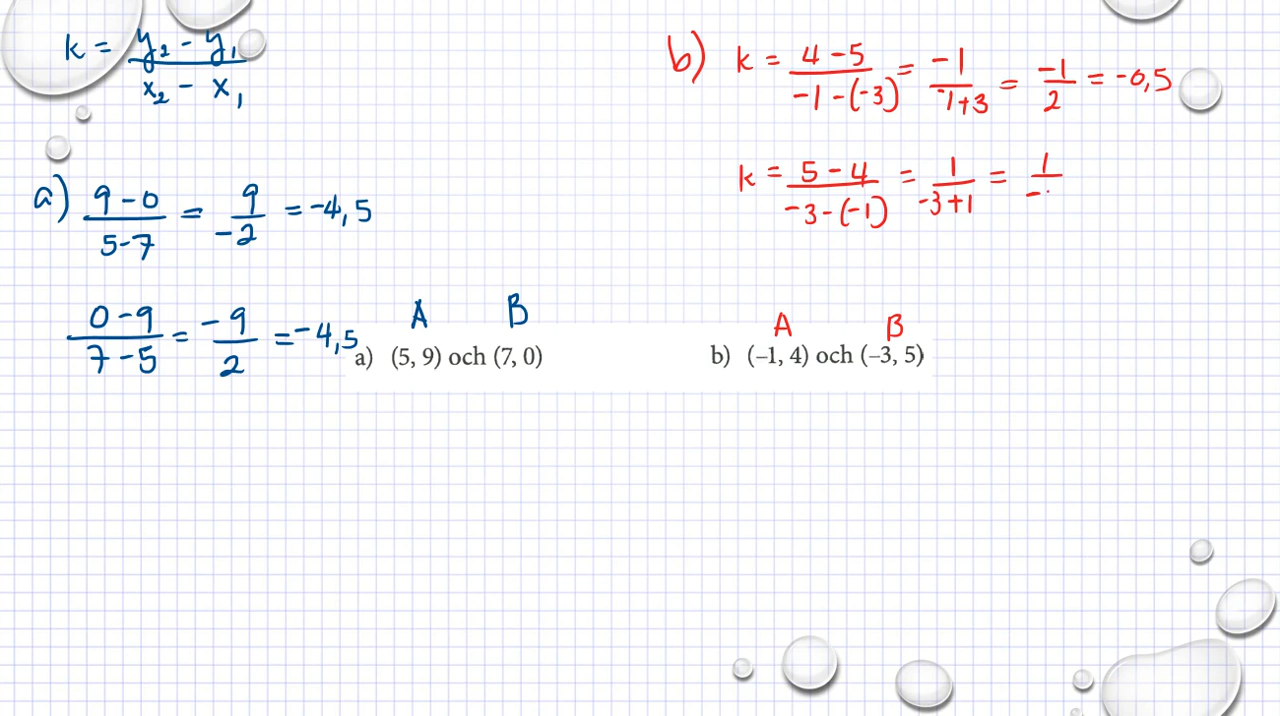 k = y₂ - y₁ / x₂ - x₁
a) 9 - 0 / 5 - 7 = 9 / -2 = -4,5
0 - 9 / 7 - 5 = -9 / 2 = -4,5
A B
a) (5, 9) och (7, 0)
b) k = 4 - 5 / -1 - (-3) = -1 / -1 + 3 = -1 / 2 = -0,5
k = 5 - 4 / -3 - (-1) = 1 / -3 + 1 = 1 / -
A B
b) (–1, 4) och (–3, 5)